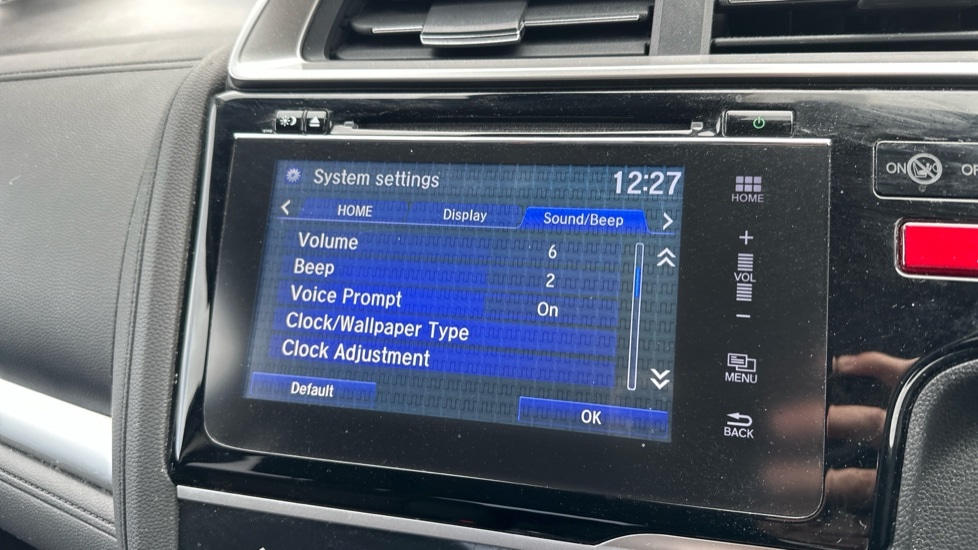 System settings 12:27
HOME Display Sound/Beep
Volume 6
Beep 2
Voice Prompt On
Clock/Wallpaper Type
Clock Adjustment
Default OK
HOME
+
VOL
−
MENU
BACK
ON